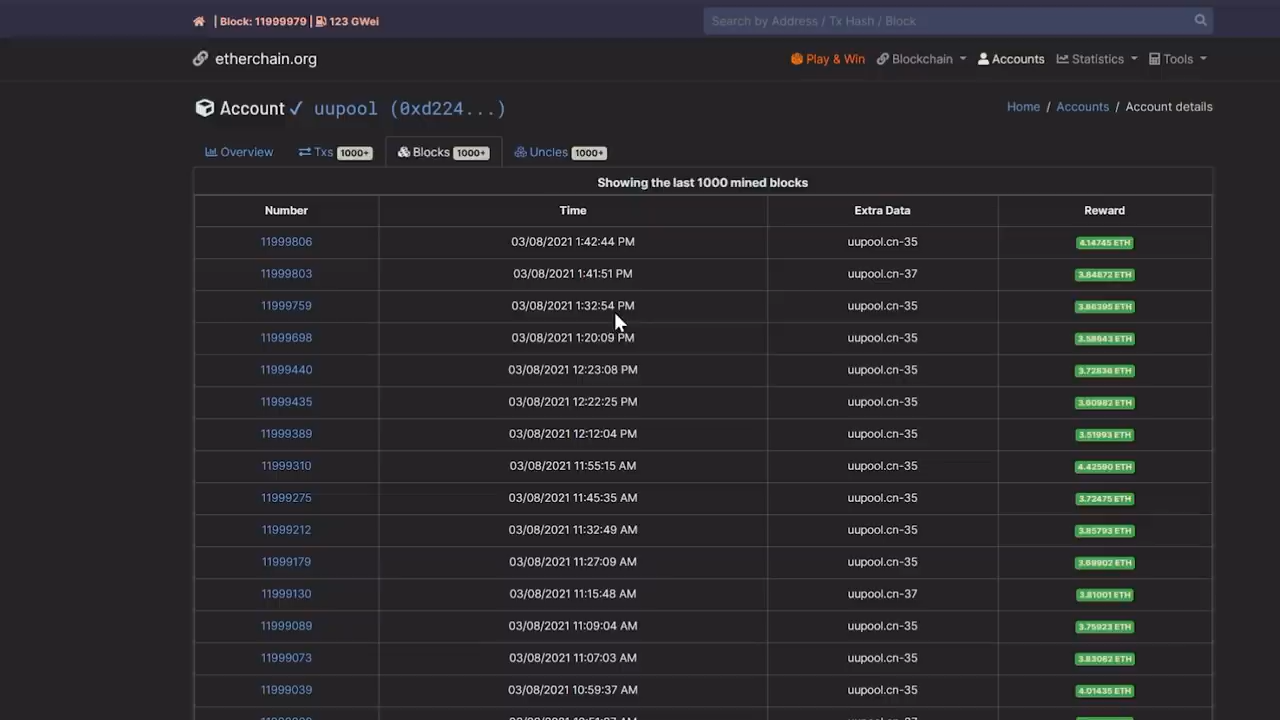 | Block: 11999979 | 123 GWei
Search by Address / Tx Hash / Block
etherchain.org
Play & Win Blockchain Accounts Statistics Tools
Account ✓ uupool (0xd224...)
Home / Accounts / Account details
Overview Txs 1000+ Blocks 1000+ Uncles 1000+
Showing the last 1000 mined blocks
Number Time Extra Data Reward
11999806 03/08/2021 1:42:44 PM uupool.cn-35 4.14745 ETH
11999803 03/08/2021 1:41:51 PM uupool.cn-37 3.84872 ETH
11999759 03/08/2021 1:32:54 PM uupool.cn-35 3.86395 ETH
11999698 03/08/2021 1:20:09 PM uupool.cn-35 3.58943 ETH
11999440 03/08/2021 12:23:08 PM uupool.cn-35 3.72836 ETH
11999435 03/08/2021 12:22:25 PM uupool.cn-35 3.60982 ETH
11999389 03/08/2021 12:12:04 PM uupool.cn-35 3.51993 ETH
11999310 03/08/2021 11:55:15 AM uupool.cn-35 4.42590 ETH
11999275 03/08/2021 11:45:35 AM uupool.cn-35 3.72475 ETH
11999212 03/08/2021 11:32:49 AM uupool.cn-35 3.85793 ETH
11999179 03/08/2021 11:27:09 AM uupool.cn-35 3.69902 ETH
11999130 03/08/2021 11:15:48 AM uupool.cn-37 3.81001 ETH
11999089 03/08/2021 11:09:04 AM uupool.cn-35 3.75923 ETH
11999073 03/08/2021 11:07:03 AM uupool.cn-35 3.83062 ETH
11999039 03/08/2021 10:59:37 AM uupool.cn-35 4.01435 ETH